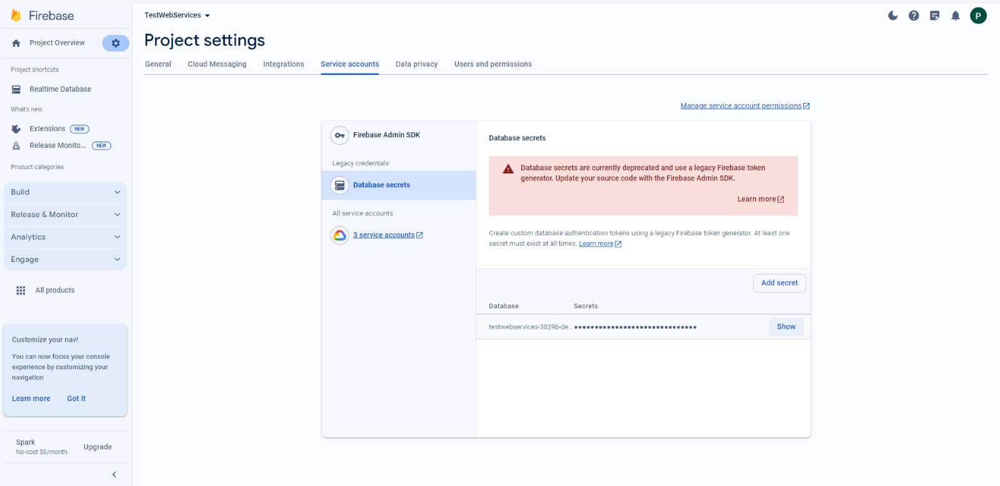 Firebase
TestWebServices
P
Project Overview
Project settings
General Cloud Messaging Integrations Service accounts Data privacy Users and permissions
Project shortcuts
Realtime Database
What's new
Extensions NEW
Release Monito... NEW
Product categories
Build
Release & Monitor
Analytics
Engage
All products
Customize your nav!
You can now focus your console
experience by customizing your
navigation
Learn more Got it
Spark
No-cost $0/month
Upgrade
Manage service account permissions
Firebase Admin SDK
Legacy credentials
Database secrets
All service accounts
3 service accounts
Database secrets
Database secrets are currently deprecated and use a legacy Firebase token
generator. Update your source code with the Firebase Admin SDK.
Learn more
Create custom database authentication tokens using a legacy Firebase token generator. At least one
secret must exist at all times. Learn more
Add secret
Database Secrets
testwebservices-3029b-de... ●●●●●●●●●●●●●●●●●●●●●●●●●●●●●● Show